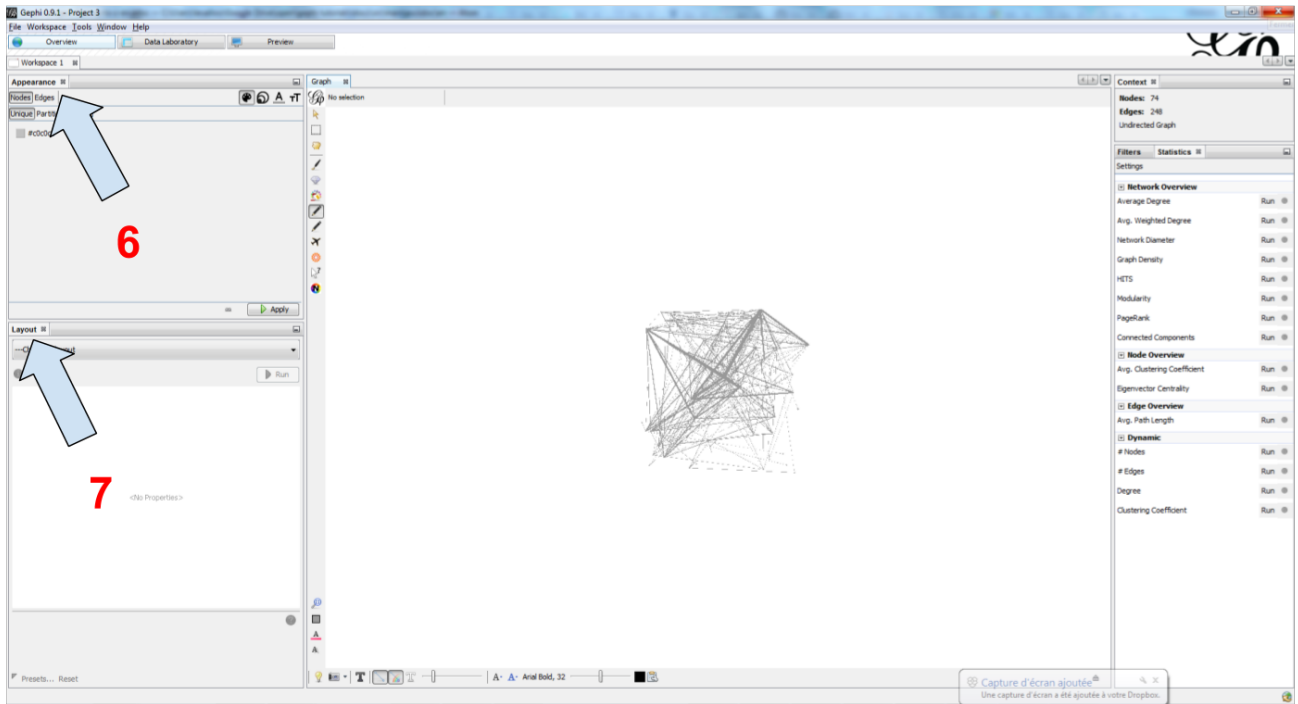 Gephi 0.9.1 - Project 3
File Workspace Tools Window Help
Overview Data Laboratory Preview
Workspace 1
Appearance
Nodes Edges
Unique
#c0c0c
6
Apply
Layout
Run
7
<No Properties>
Presets... Reset
Graph
No selection
Arial Bold, 32
Context
Nodes: 74
Edges: 248
Undirected Graph
Filters Statistics
Settings
Network Overview
Average Degree Run
Avg. Weighted Degree Run
Network Diameter Run
Graph Density Run
HITS Run
Modularity Run
PageRank Run
Connected Components Run
Node Overview
Avg. Clustering Coefficient Run
Eigenvector Centrality Run
Edge Overview
Avg. Path Length Run
Dynamic
# Nodes Run
# Edges Run
Degree Run
Clustering Coefficient Run
Capture d'écran ajoutée
Une capture d'écran a été ajoutée à votre Dropbox.